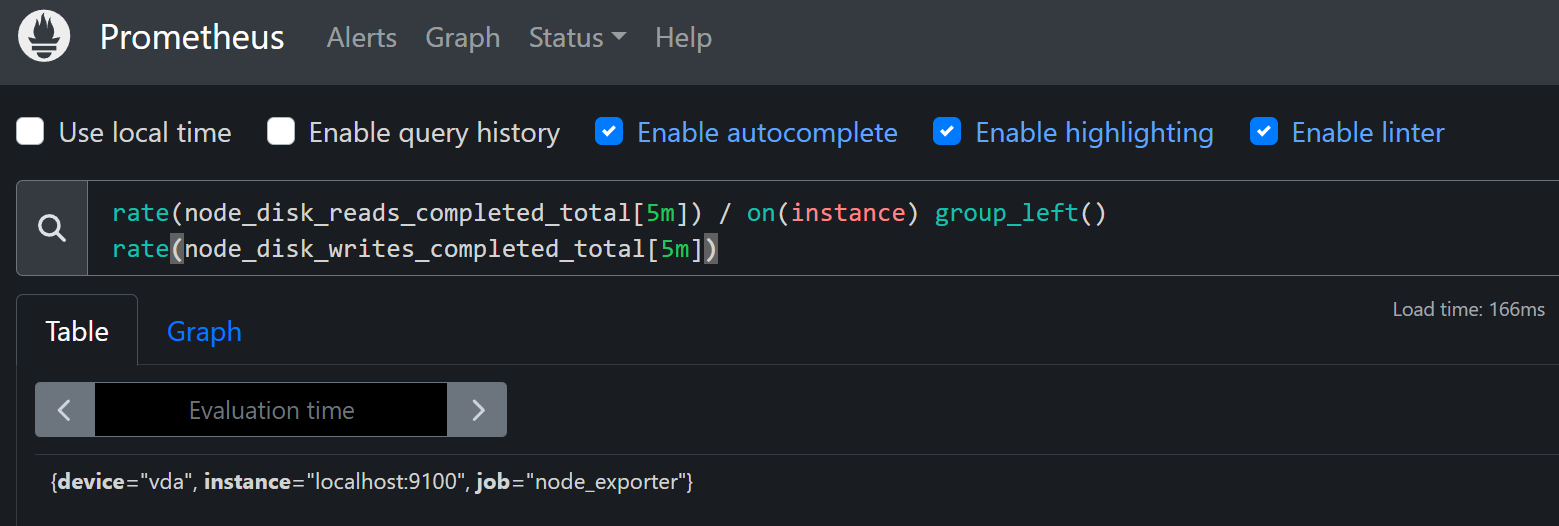 Prometheus Alerts Graph Status Help
Use local time Enable query history Enable autocomplete Enable highlighting Enable linter
rate(node_disk_reads_completed_total[5m]) / on(instance) group_left()
rate(node_disk_writes_completed_total[5m])
Table Graph Load time: 166ms
Evaluation time
{device="vda", instance="localhost:9100", job="node_exporter"}